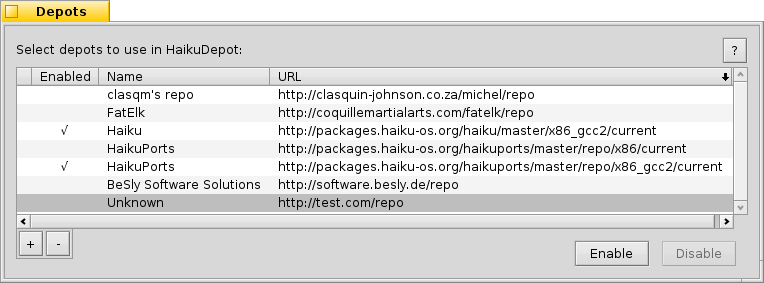 Depots
Select depots to use in HaikuDepot:
?
Enabled Name URL
clasqm's repo http://clasquin-johnson.co.za/michel/repo
FatElk http://coquillemartialarts.com/fatelk/repo
√ Haiku http://packages.haiku-os.org/haiku/master/x86_gcc2/current
HaikuPorts http://packages.haiku-os.org/haikuports/master/repo/x86/current
√ HaikuPorts http://packages.haiku-os.org/haikuports/master/repo/x86_gcc2/current
BeSly Software Solutions http://software.besly.de/repo
Unknown http://test.com/repo
+ -
Enable Disable